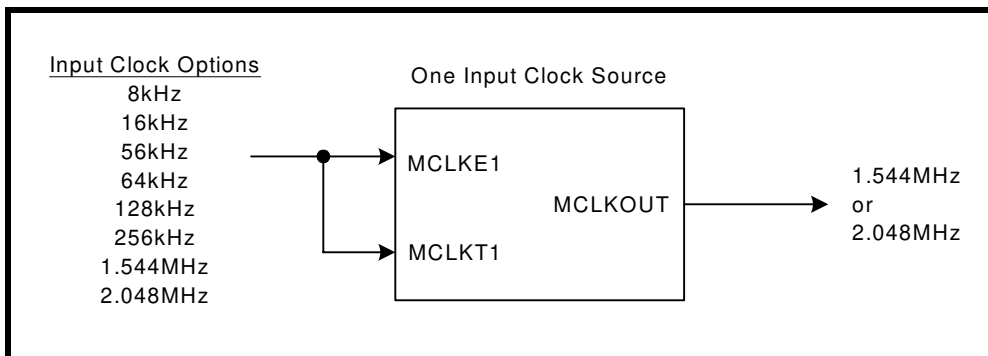 Input Clock Options
8kHz
16kHz
56kHz
64kHz
128kHz
256kHz
1.544MHz
2.048MHz
One Input Clock Source
MCLKE1
MCLKOUT
MCLKT1
1.544MHz
or
2.048MHz